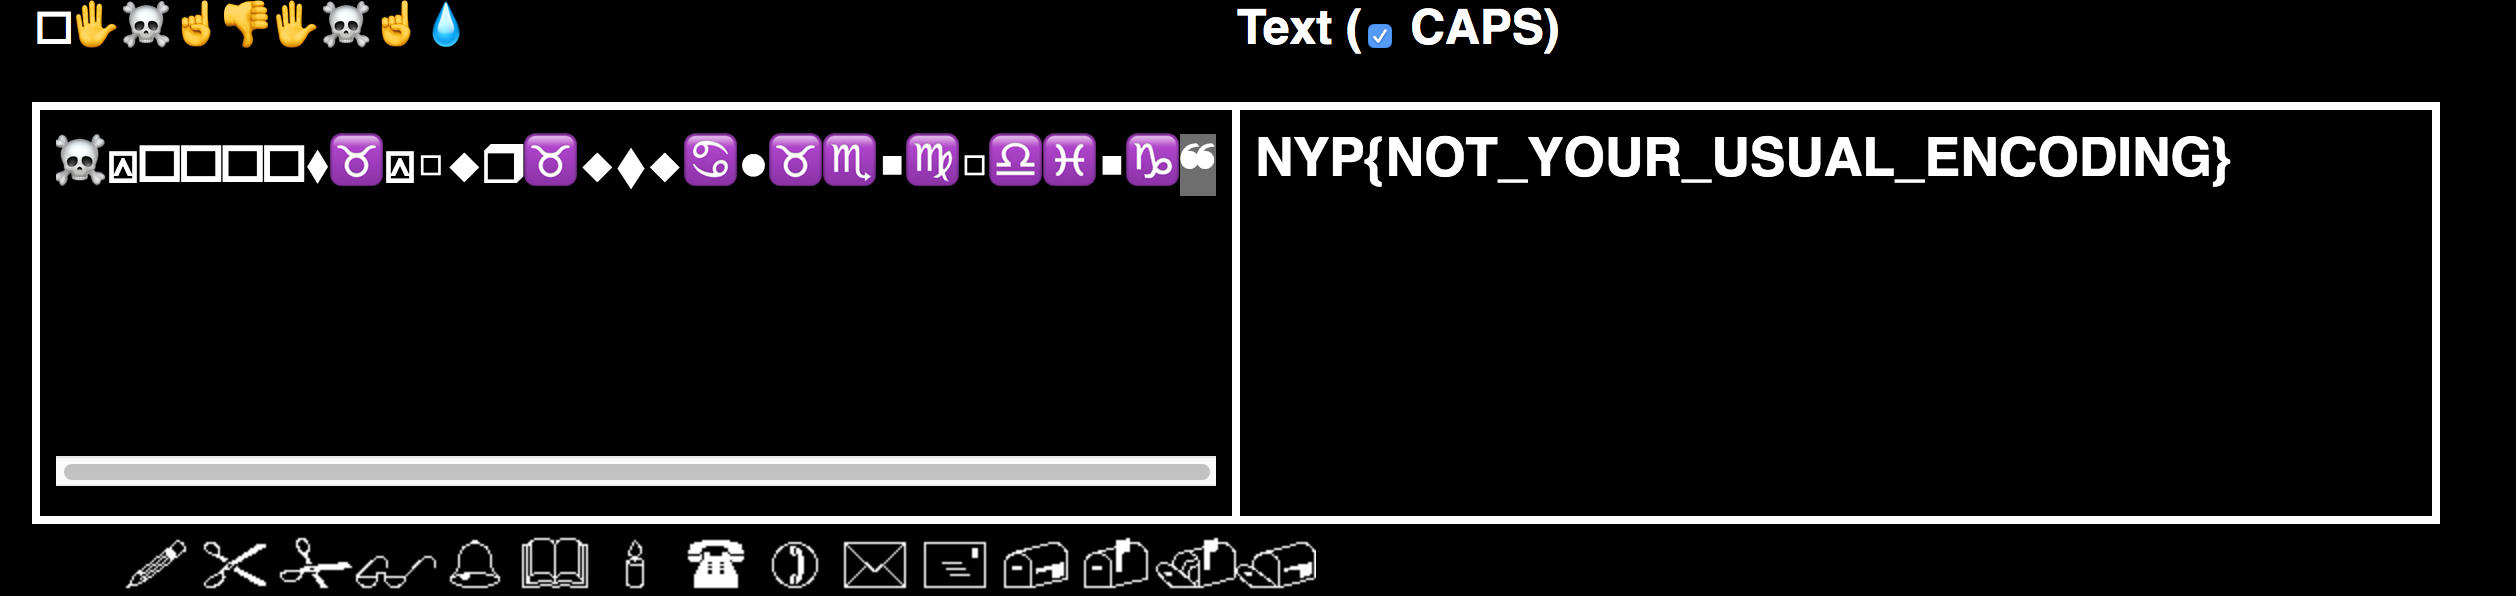 □✋☠☝👎✋☠☝💧 Text (☑ CAPS)
☠⍓□□□□⬧♉⍓▫◆❒♉◆⬧◆♋●♉♏▪♍▫♎♓▪♑❝ NYP{NOT_YOUR_USUAL_ENCODING}